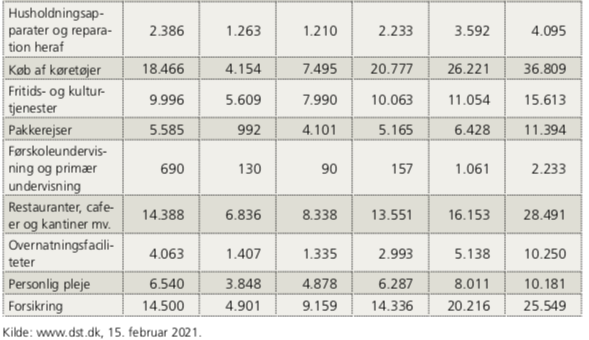 Husholdningsap-
parater og repara-
tion heraf 2.386 1.263 1.210 2.233 3.592 4.095
Køb af køretøjer 18.466 4.154 7.495 20.777 26.221 36.809
Fritids- og kultur-
tjenester 9.996 5.609 7.990 10.063 11.054 15.613
Pakkerejser 5.585 992 4.101 5.165 6.428 11.394
Førskoleundervis-
ning og primær
undervisning 690 130 90 157 1.061 2.233
Restauranter, cafe-
er og kantiner mv. 14.388 6.836 8.338 13.551 16.153 28.491
Overnatningsfacili-
teter 4.063 1.407 1.335 2.993 5.138 10.250
Personlig pleje 6.540 3.848 4.878 6.287 8.011 10.181
Forsikring 14.500 4.901 9.159 14.336 20.216 25.549
Kilde: www.dst.dk, 15. februar 2021.